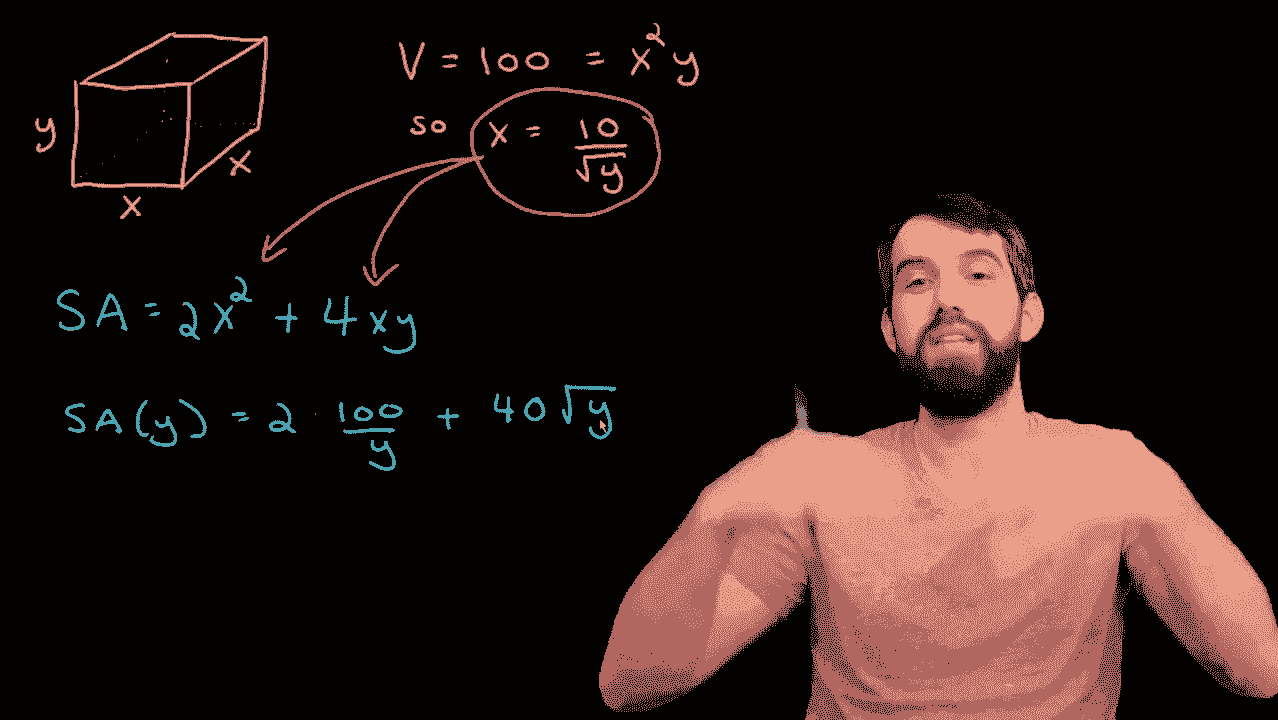 V = 100 = x²y
so x = 10/√y
y
x
x
SA = 2x² + 4xy
SA(y) = 2 · 100/y + 40√y